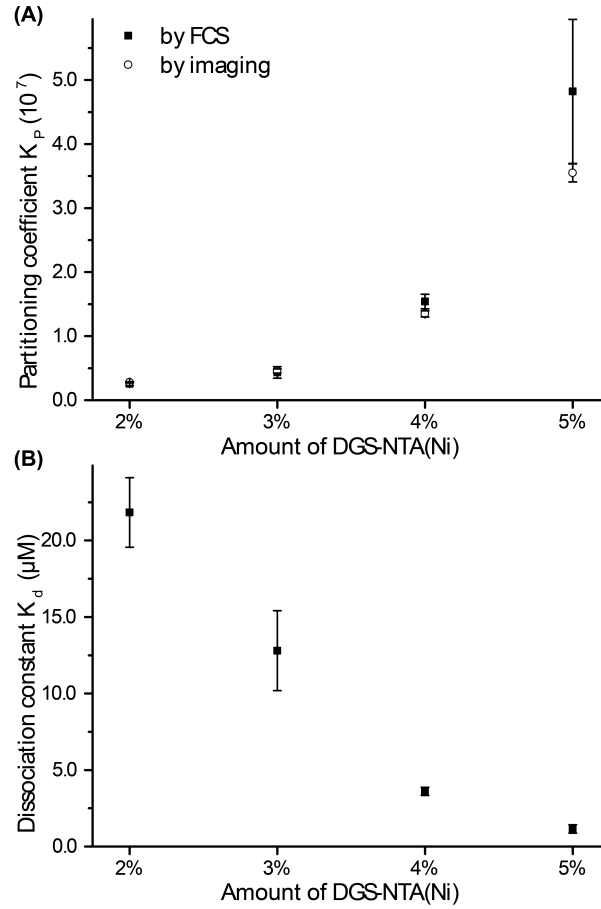 (A)
by FCS
by imaging
Partitioning coefficient K_P (10^7)
5.0
4.0
3.0
2.0
1.0
0.0
2% 3% 4% 5%
Amount of DGS-NTA(Ni)
(B)
Dissociation constant K_d (µM)
20.0
15.0
10.0
5.0
0.0
2% 3% 4% 5%
Amount of DGS-NTA(Ni)